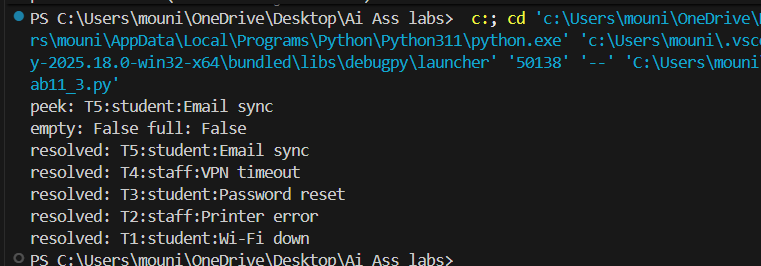 PS C:\Users\mouni\OneDrive\Desktop\Ai Ass labs>  c:; cd 'c:\Users\mouni\OneDrive\
rs\mouni\AppData\Local\Programs\Python\Python311\python.exe' 'c:\Users\mouni\.vsc
y-2025.18.0-win32-x64\bundled\libs\debugpy\launcher' '50138' '--' 'C:\Users\mouni
ab11_3.py'
peek: T5:student:Email sync
empty: False full: False
resolved: T5:student:Email sync
resolved: T4:staff:VPN timeout
resolved: T3:student:Password reset
resolved: T2:staff:Printer error
resolved: T1:student:Wi-Fi down
PS C:\Users\mouni\OneDrive\Desktop\Ai Ass labs>